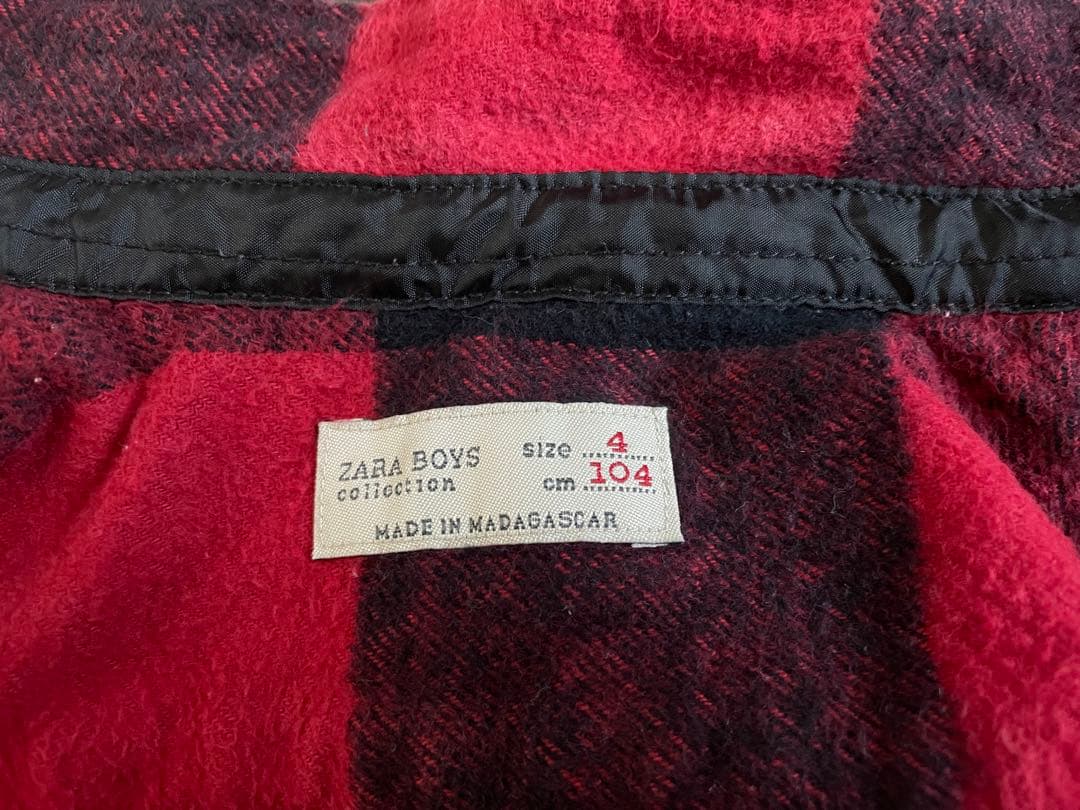 ZARA BOYS
collection
size 4
cm 104
MADE IN MADAGASCAR